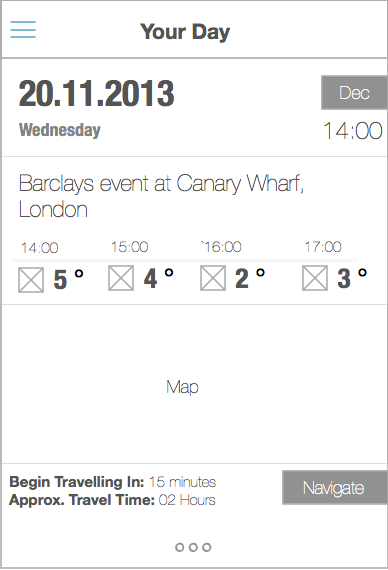 Your Day
20.11.2013
Dec
Wednesday
14:00
Barclays event at Canary Wharf,
London
14:00 15:00 `16:00 17:00
5 ° 4 ° 2 ° 3 °
Map
Begin Travelling In: 15 minutes
Approx. Travel Time: 02 Hours
Navigate